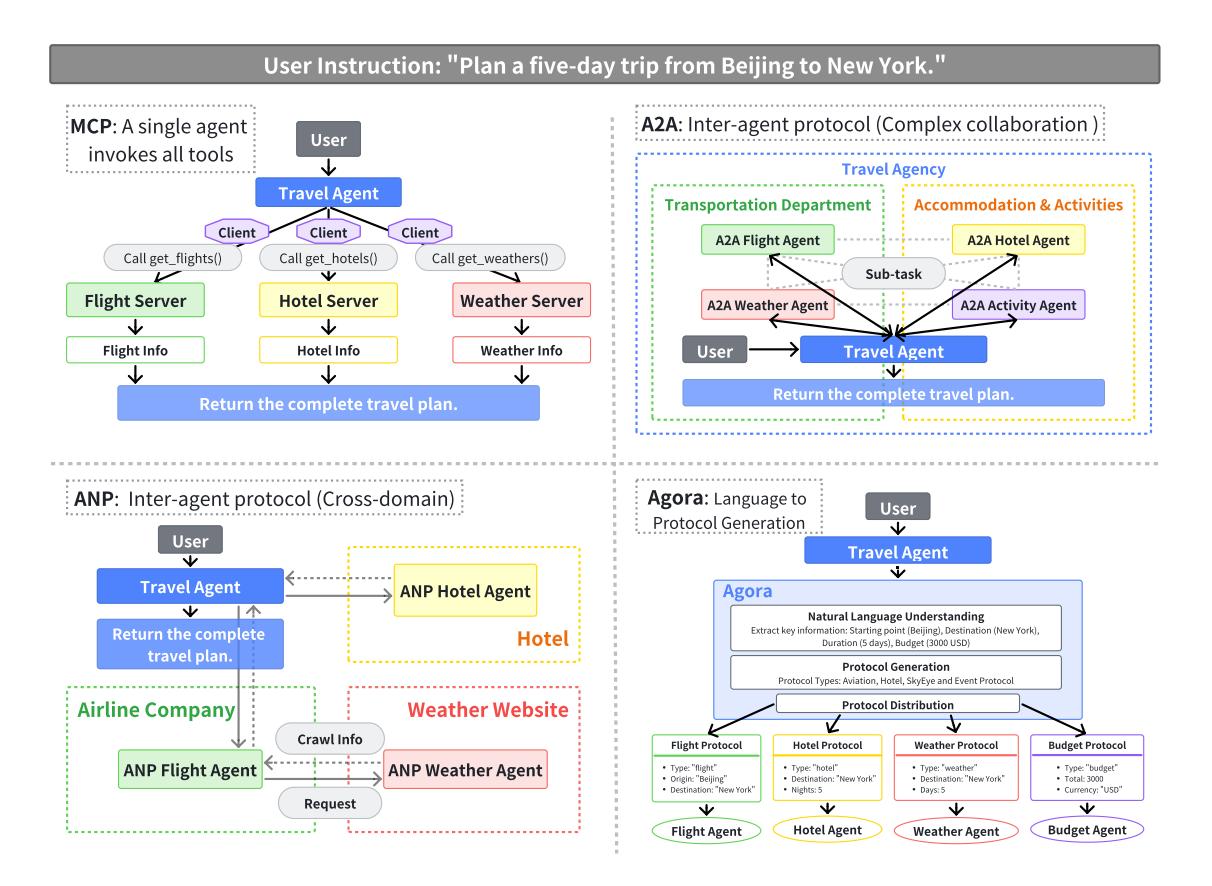 User Instruction: "Plan a five-day trip from Beijing to New York."
MCP: A single agent
invokes all tools
User
Travel Agent
Client
Client
Client
Call get_flights()
Call get_hotels()
Call get_weathers()
Flight Server
Hotel Server
Weather Server
Flight Info
Hotel Info
Weather Info
Return the complete travel plan.
A2A: Inter-agent protocol (Complex collaboration )
Travel Agency
Transportation Department
Accommodation & Activities
A2A Flight Agent
A2A Hotel Agent
Sub-task
A2A Weather Agent
A2A Activity Agent
User
Travel Agent
Return the complete travel plan.
ANP: Inter-agent protocol (Cross-domain)
User
Travel Agent
ANP Hotel Agent
Return the complete
travel plan.
Hotel
Airline Company
Weather Website
Crawl Info
ANP Flight Agent
ANP Weather Agent
Request
Agora: Language to
Protocol Generation
User
Travel Agent
Agora
Natural Language Understanding
Extract key information: Starting point (Beijing), Destination (New York),
Duration (5 days), Budget (3000 USD)
Protocol Generation
Protocol Types: Aviation, Hotel, SkyEye and Event Protocol
Protocol Distribution
Flight Protocol
• Type: "flight"
• Origin: "Beijing"
• Destination: "New York"
Hotel Protocol
• Type: "hotel"
• Destination: "New York"
• Nights: 5
Weather Protocol
• Type: "weather"
• Destination: "New York"
• Days: 5
Budget Protocol
• Type: "budget"
• Total: 3000
• Currency: "USD"
Flight Agent
Hotel Agent
Weather Agent
Budget Agent